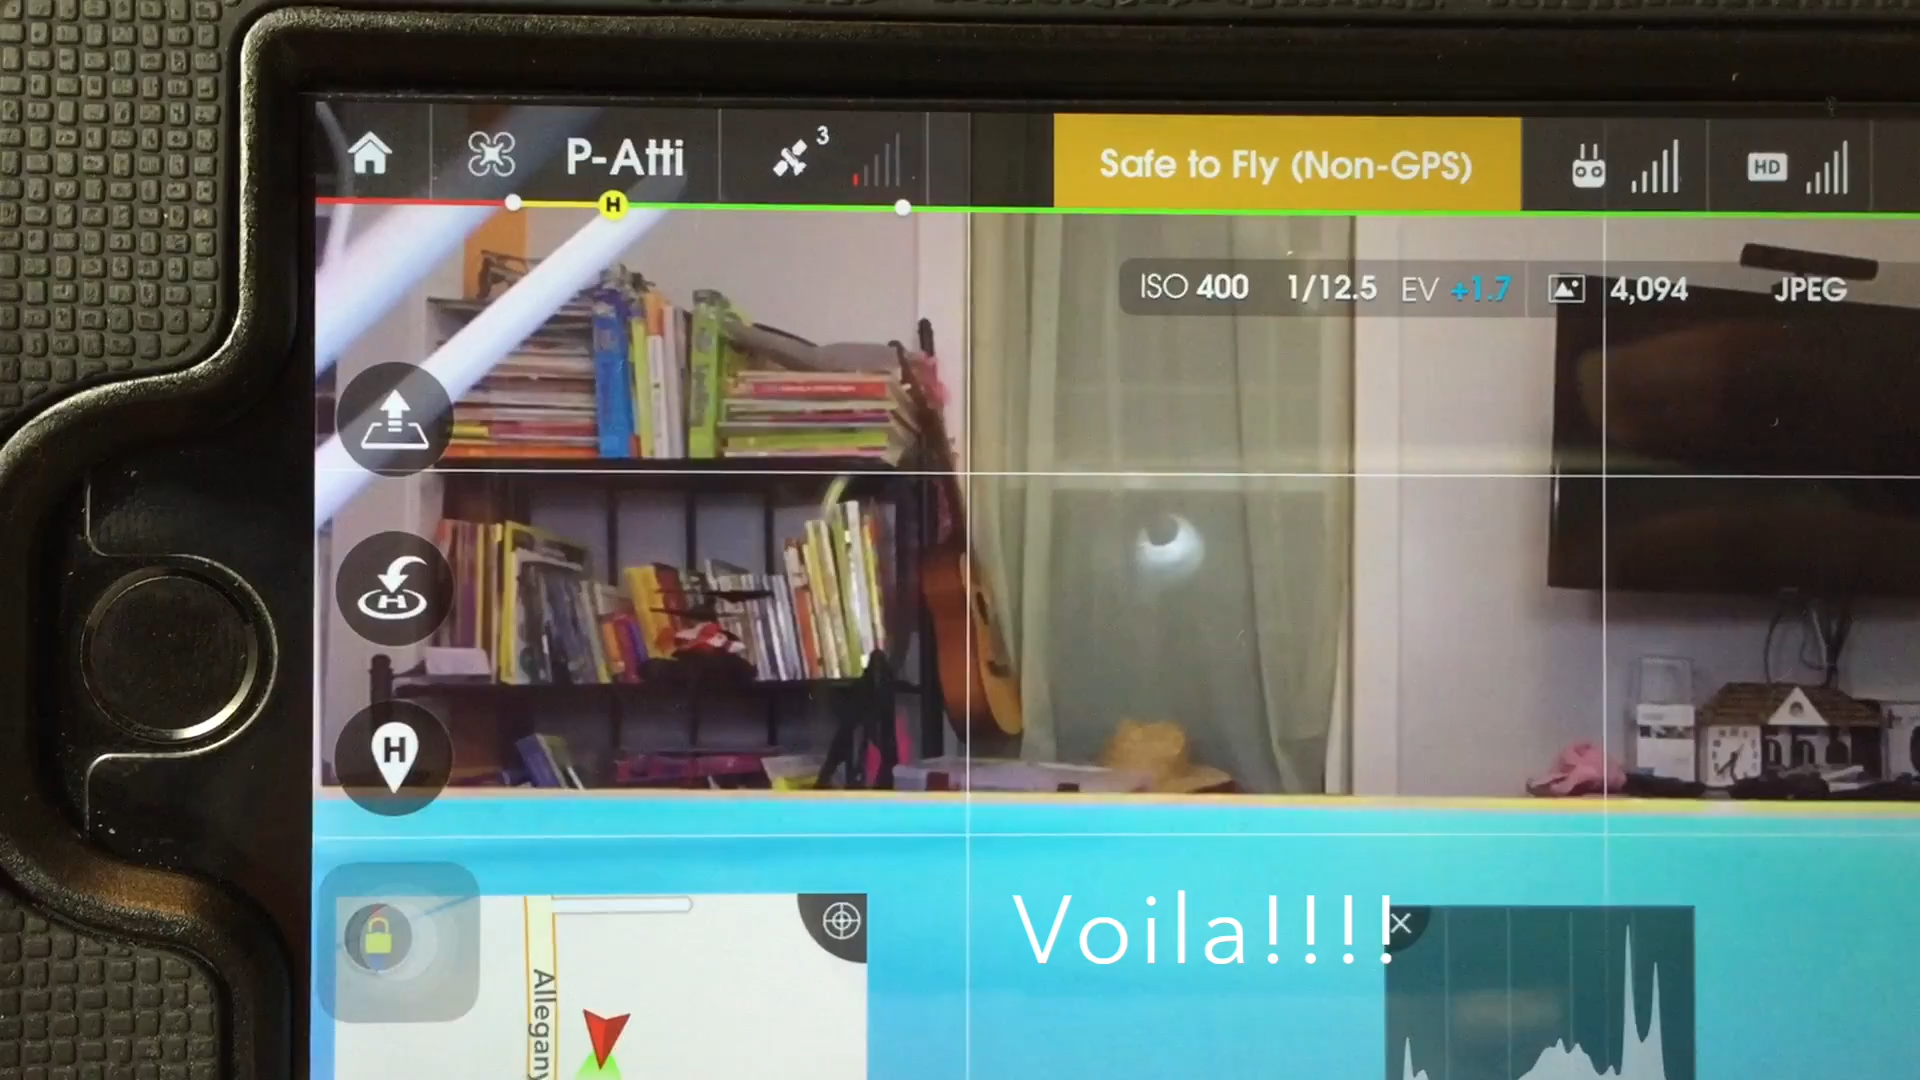 P-Atti
3
Safe to Fly (Non-GPS)
HD
H
ISO 400 1/12.5 EV +1.7 4,094 JPEG
H
H
Voila!!!!
Allegany